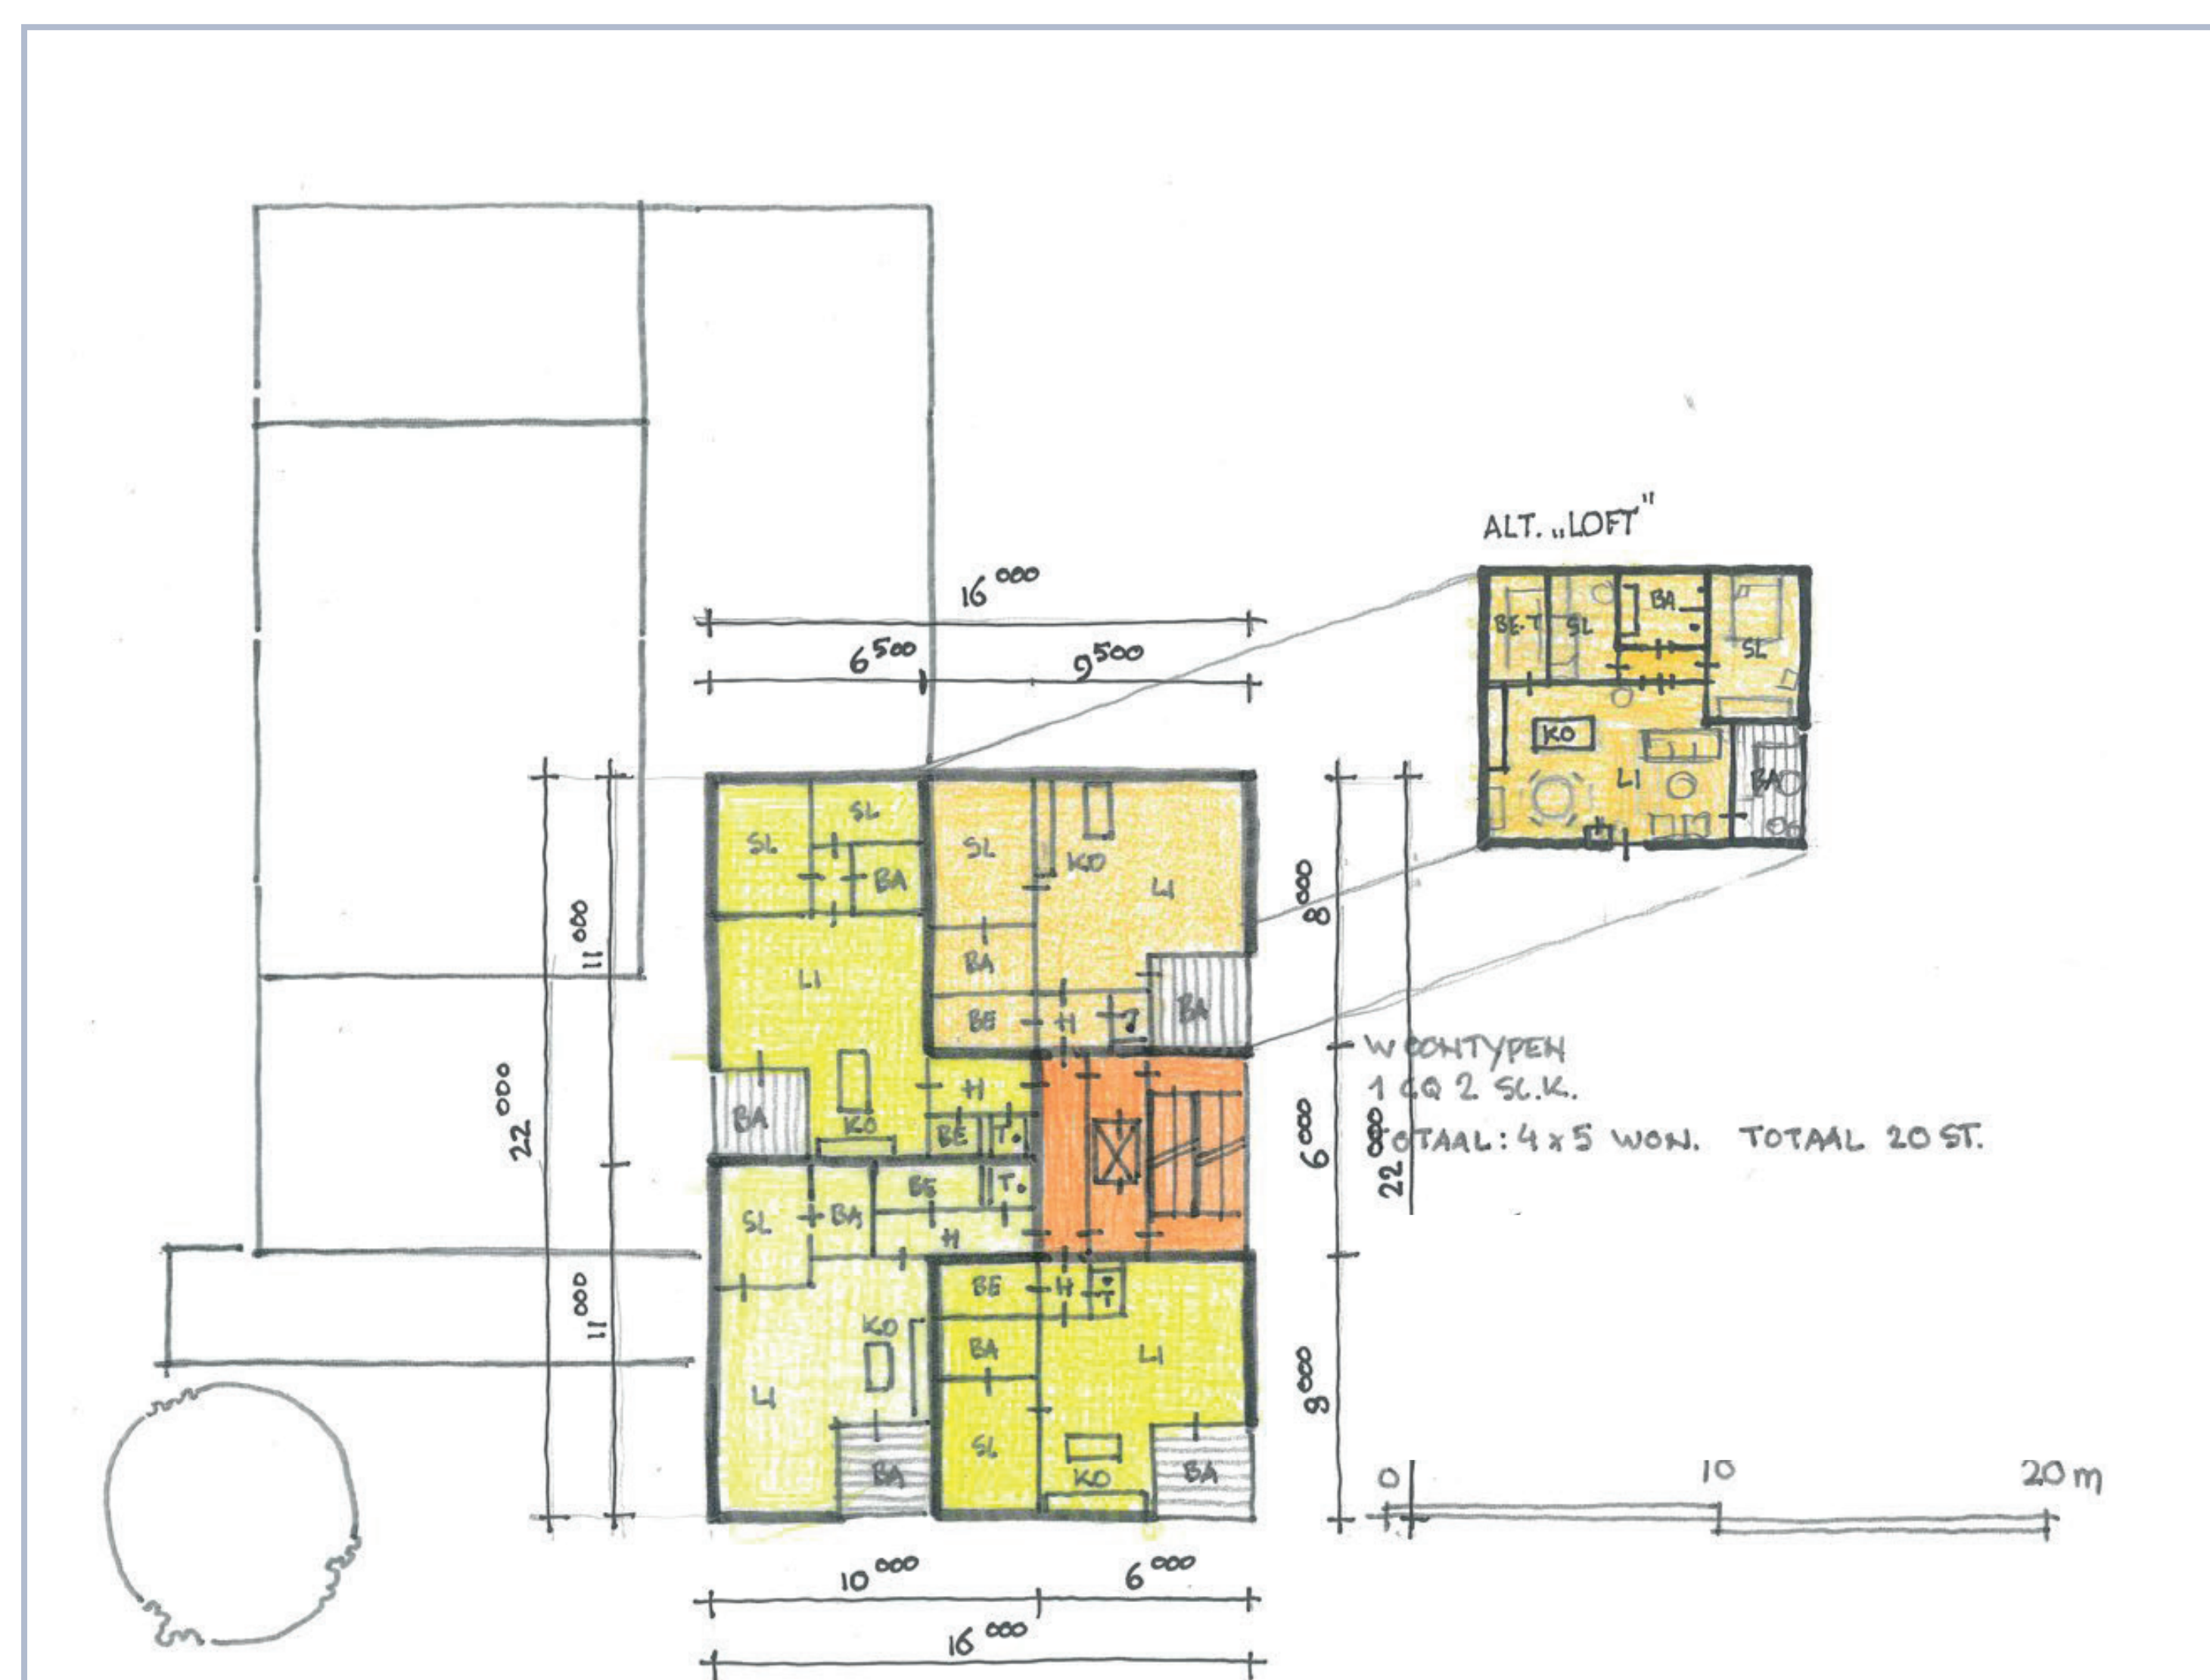 ALT. „LOFT"
BE.T SL BA SL
KO
LI BA
16 000
6 500 9 500
SL SL
BA
SL KO LI
BA
BE H BA
LI
H
BA KO BE T.
11 000
22 000
11 000
8 000
6 000
8 000
22 000
WOONTYPEN
1 CQ 2 SL.K.
TOTAAL: 4 x 5 WON. TOTAAL 20 ST.
BE T.
SL BA
H
KO
LI
BA
BE H T
BA LI
SL
KO BA
0 10 20 m
10 000 6 000
16 000